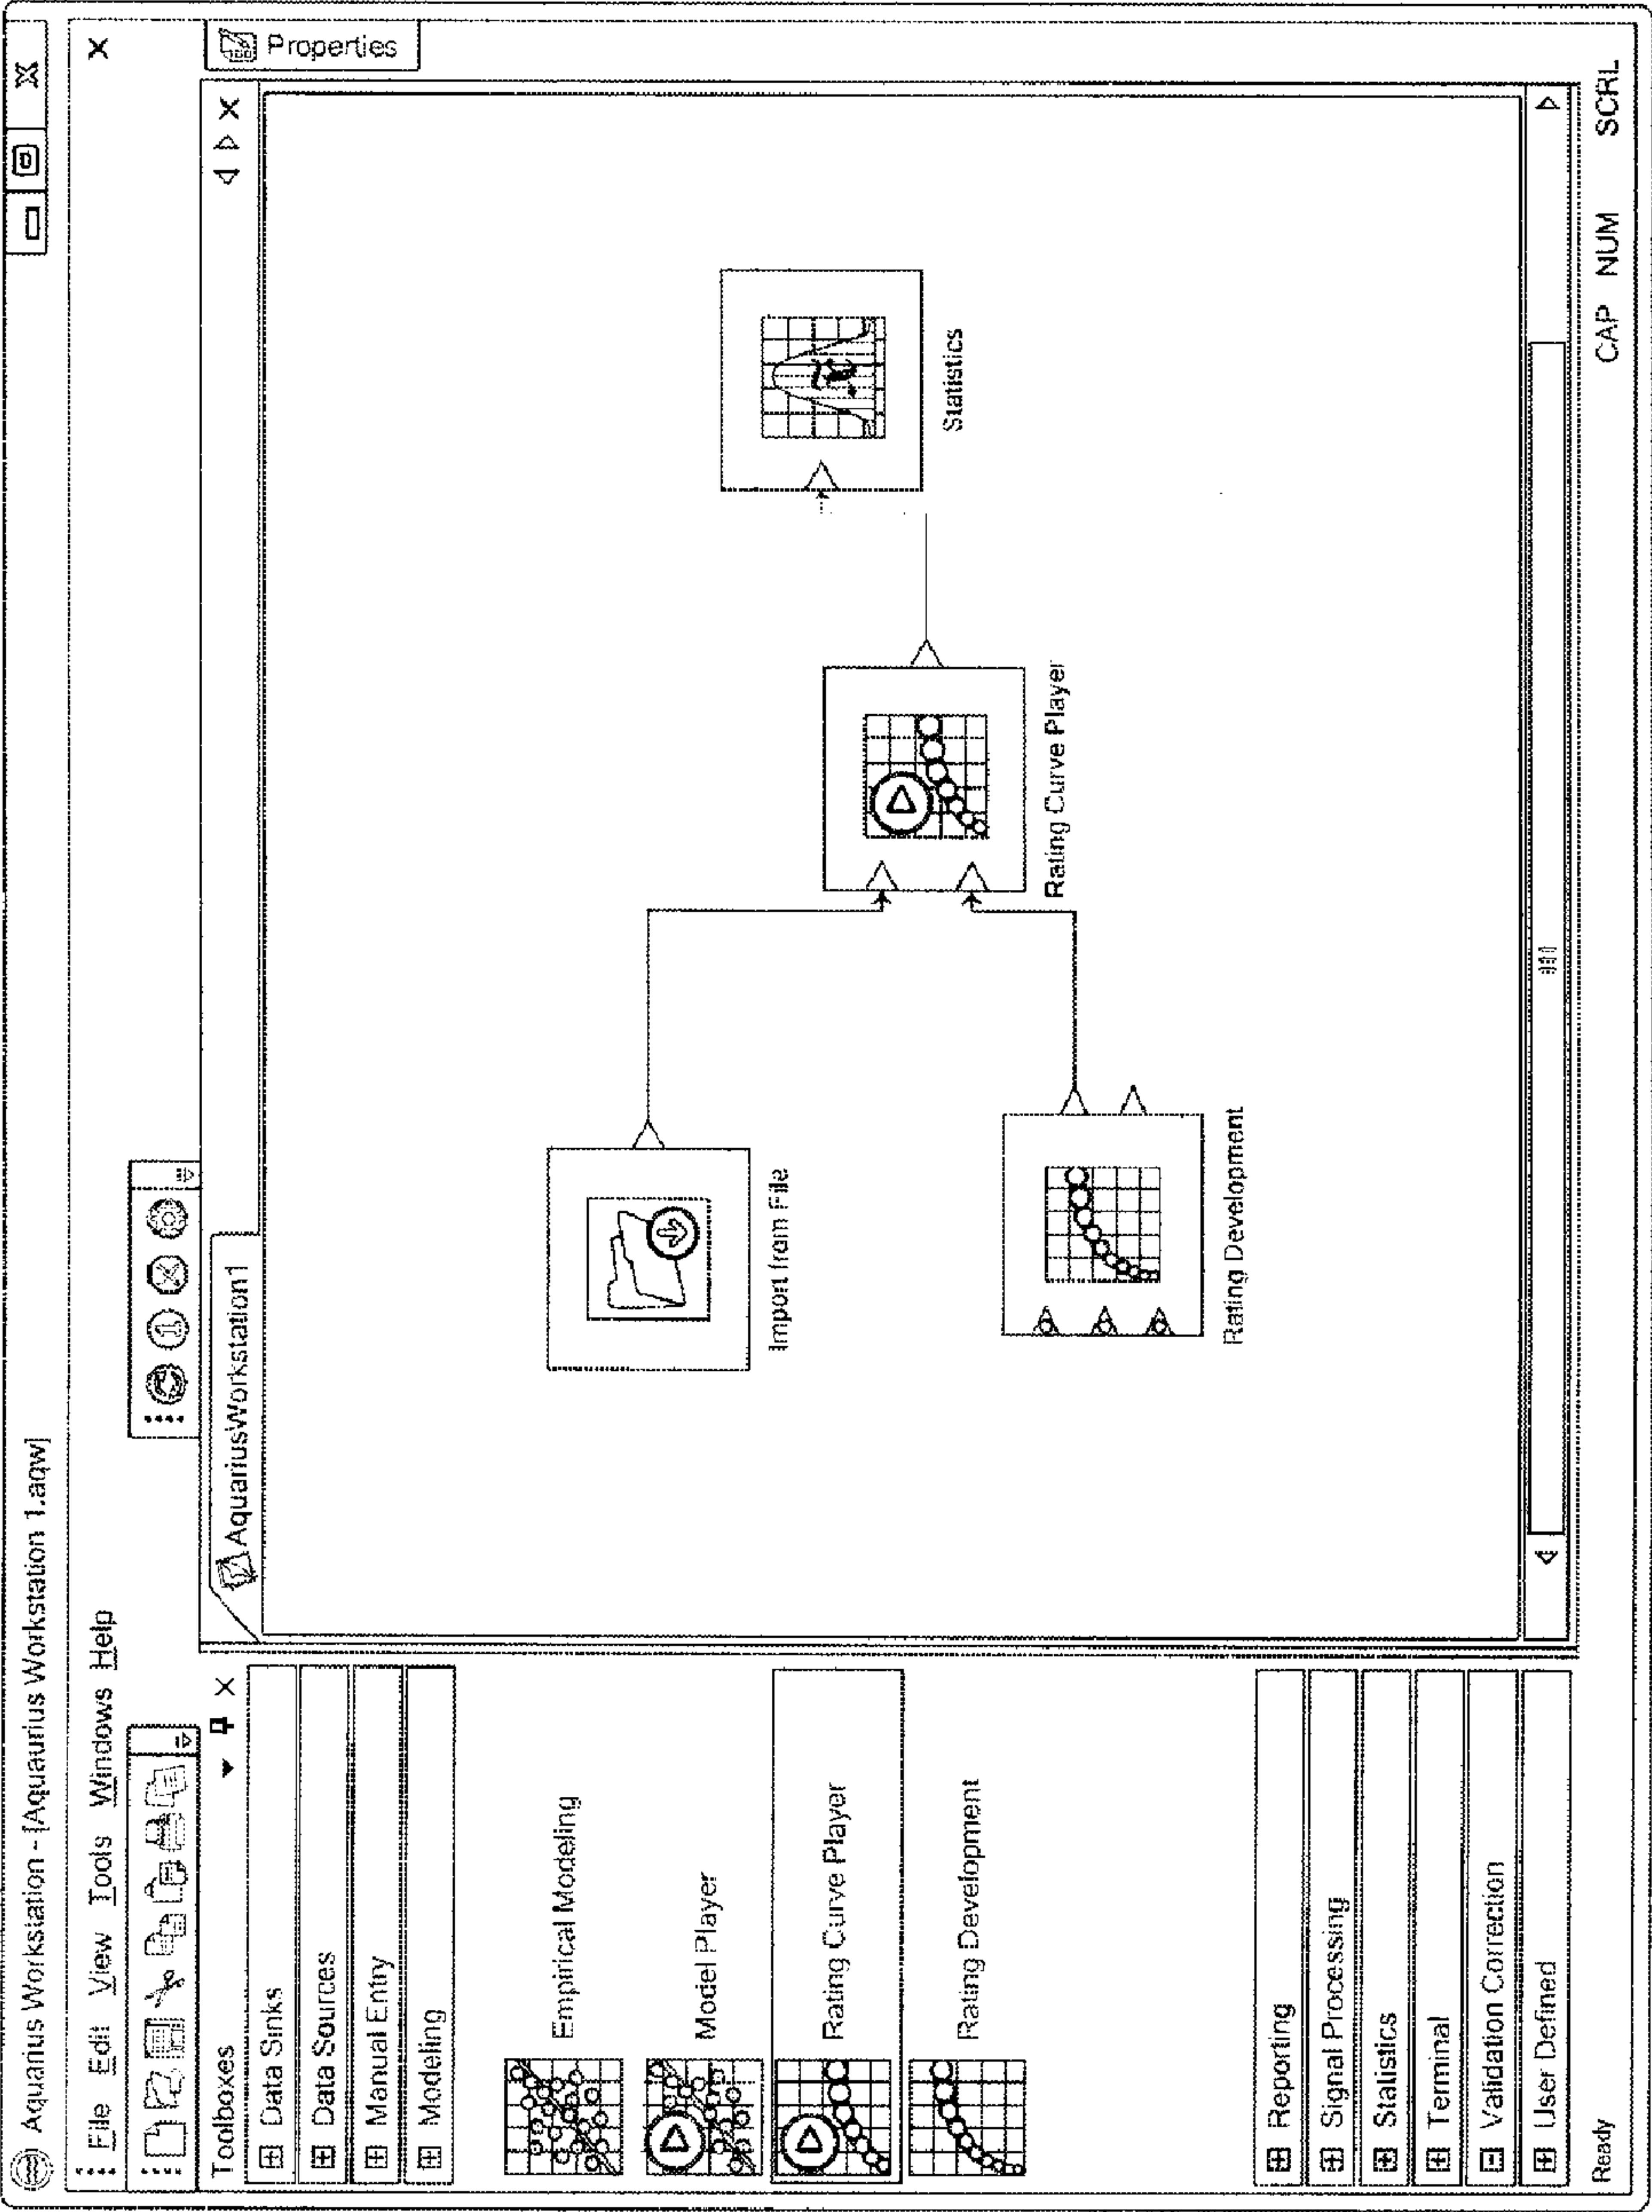 Aquarius Workstation - [Aquaurius Workstation 1.aqw]
File Edit View Tools Windows Help
Toolboxes
Data Sinks
Data Sources
Manual Entry
Modeling
Empirical Modeling
Model Player
Rating Curve Player
Rating Development
Reporting
Signal Processing
Statistics
Terminal
Validation Correction
User Defined
AquariusWorkstation1
Properties
Import from File
Rating Development
Rating Curve Player
Statistics
Ready
CAP NUM SCRL